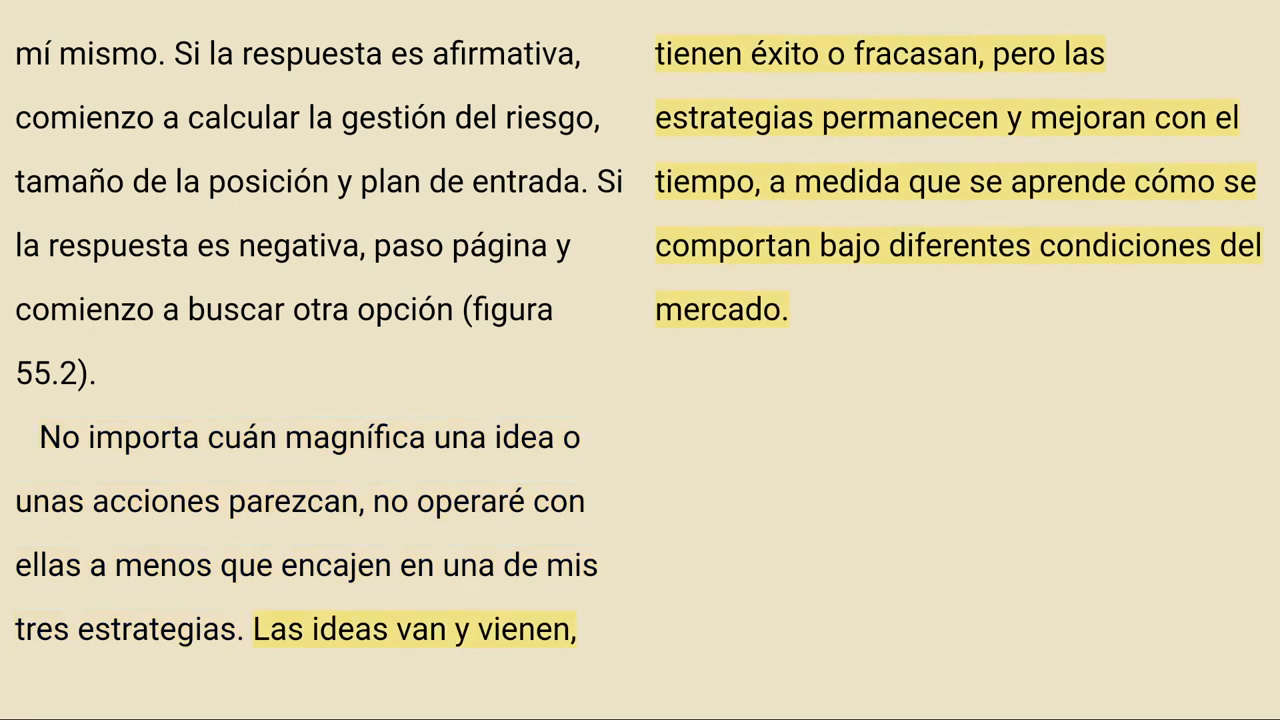 mí mismo. Si la respuesta es afirmativa,
comienzo a calcular la gestión del riesgo,
tamaño de la posición y plan de entrada. Si
la respuesta es negativa, paso página y
comienzo a buscar otra opción (figura
55.2).
No importa cuán magnífica una idea o
unas acciones parezcan, no operaré con
ellas a menos que encajen en una de mis
tres estrategias. Las ideas van y vienen,
tienen éxito o fracasan, pero las
estrategias permanecen y mejoran con el
tiempo, a medida que se aprende cómo se
comportan bajo diferentes condiciones del
mercado.